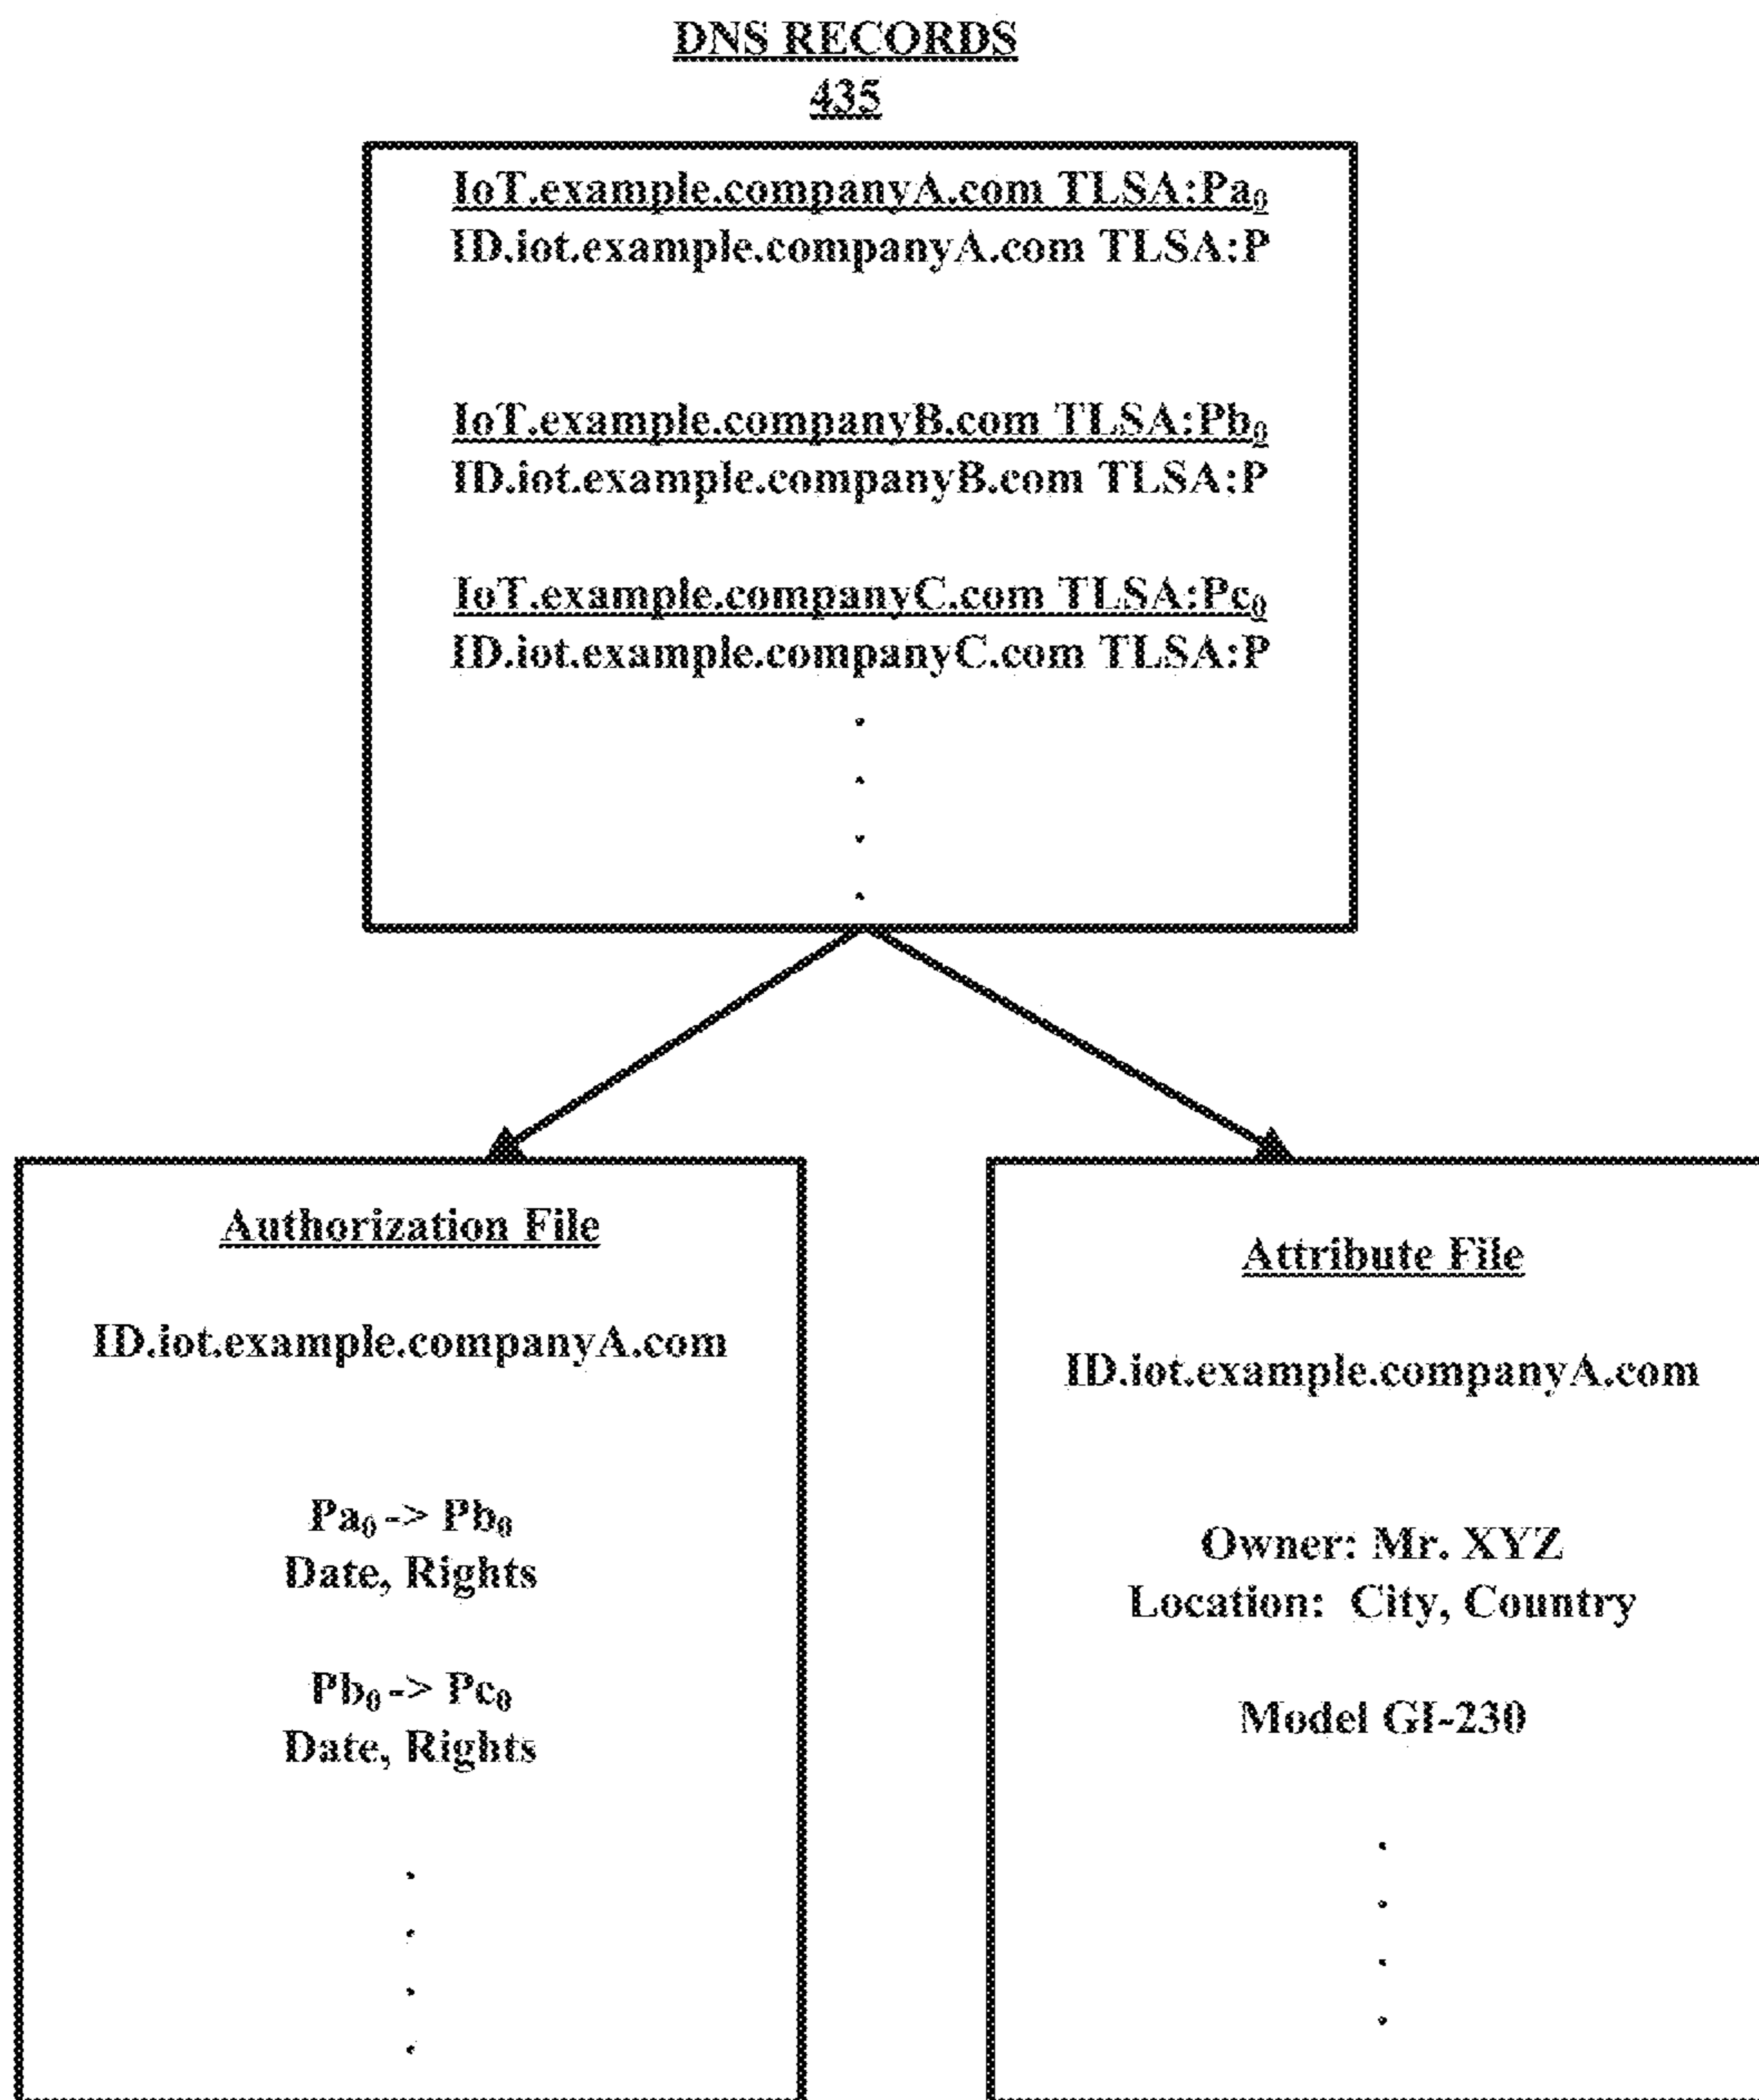 DNS RECORDS
435
IoT.example.companyA.com TLSA:Pa₀
ID.iot.example.companyA.com TLSA:P
IoT.example.companyB.com TLSA:Pb₀
ID.iot.example.companyB.com TLSA:P
IoT.example.companyC.com TLSA:Pc₀
ID.iot.example.companyC.com TLSA:P
.
.
.
.
Authorization File
ID.iot.example.companyA.com
Pa₀ -> Pb₀
Date, Rights
Pb₀ -> Pc₀
Date, Rights
.
.
.
.
Attribute File
ID.iot.example.companyA.com
Owner: Mr. XYZ
Location: City, Country
Model GI-230
.
.
.
.